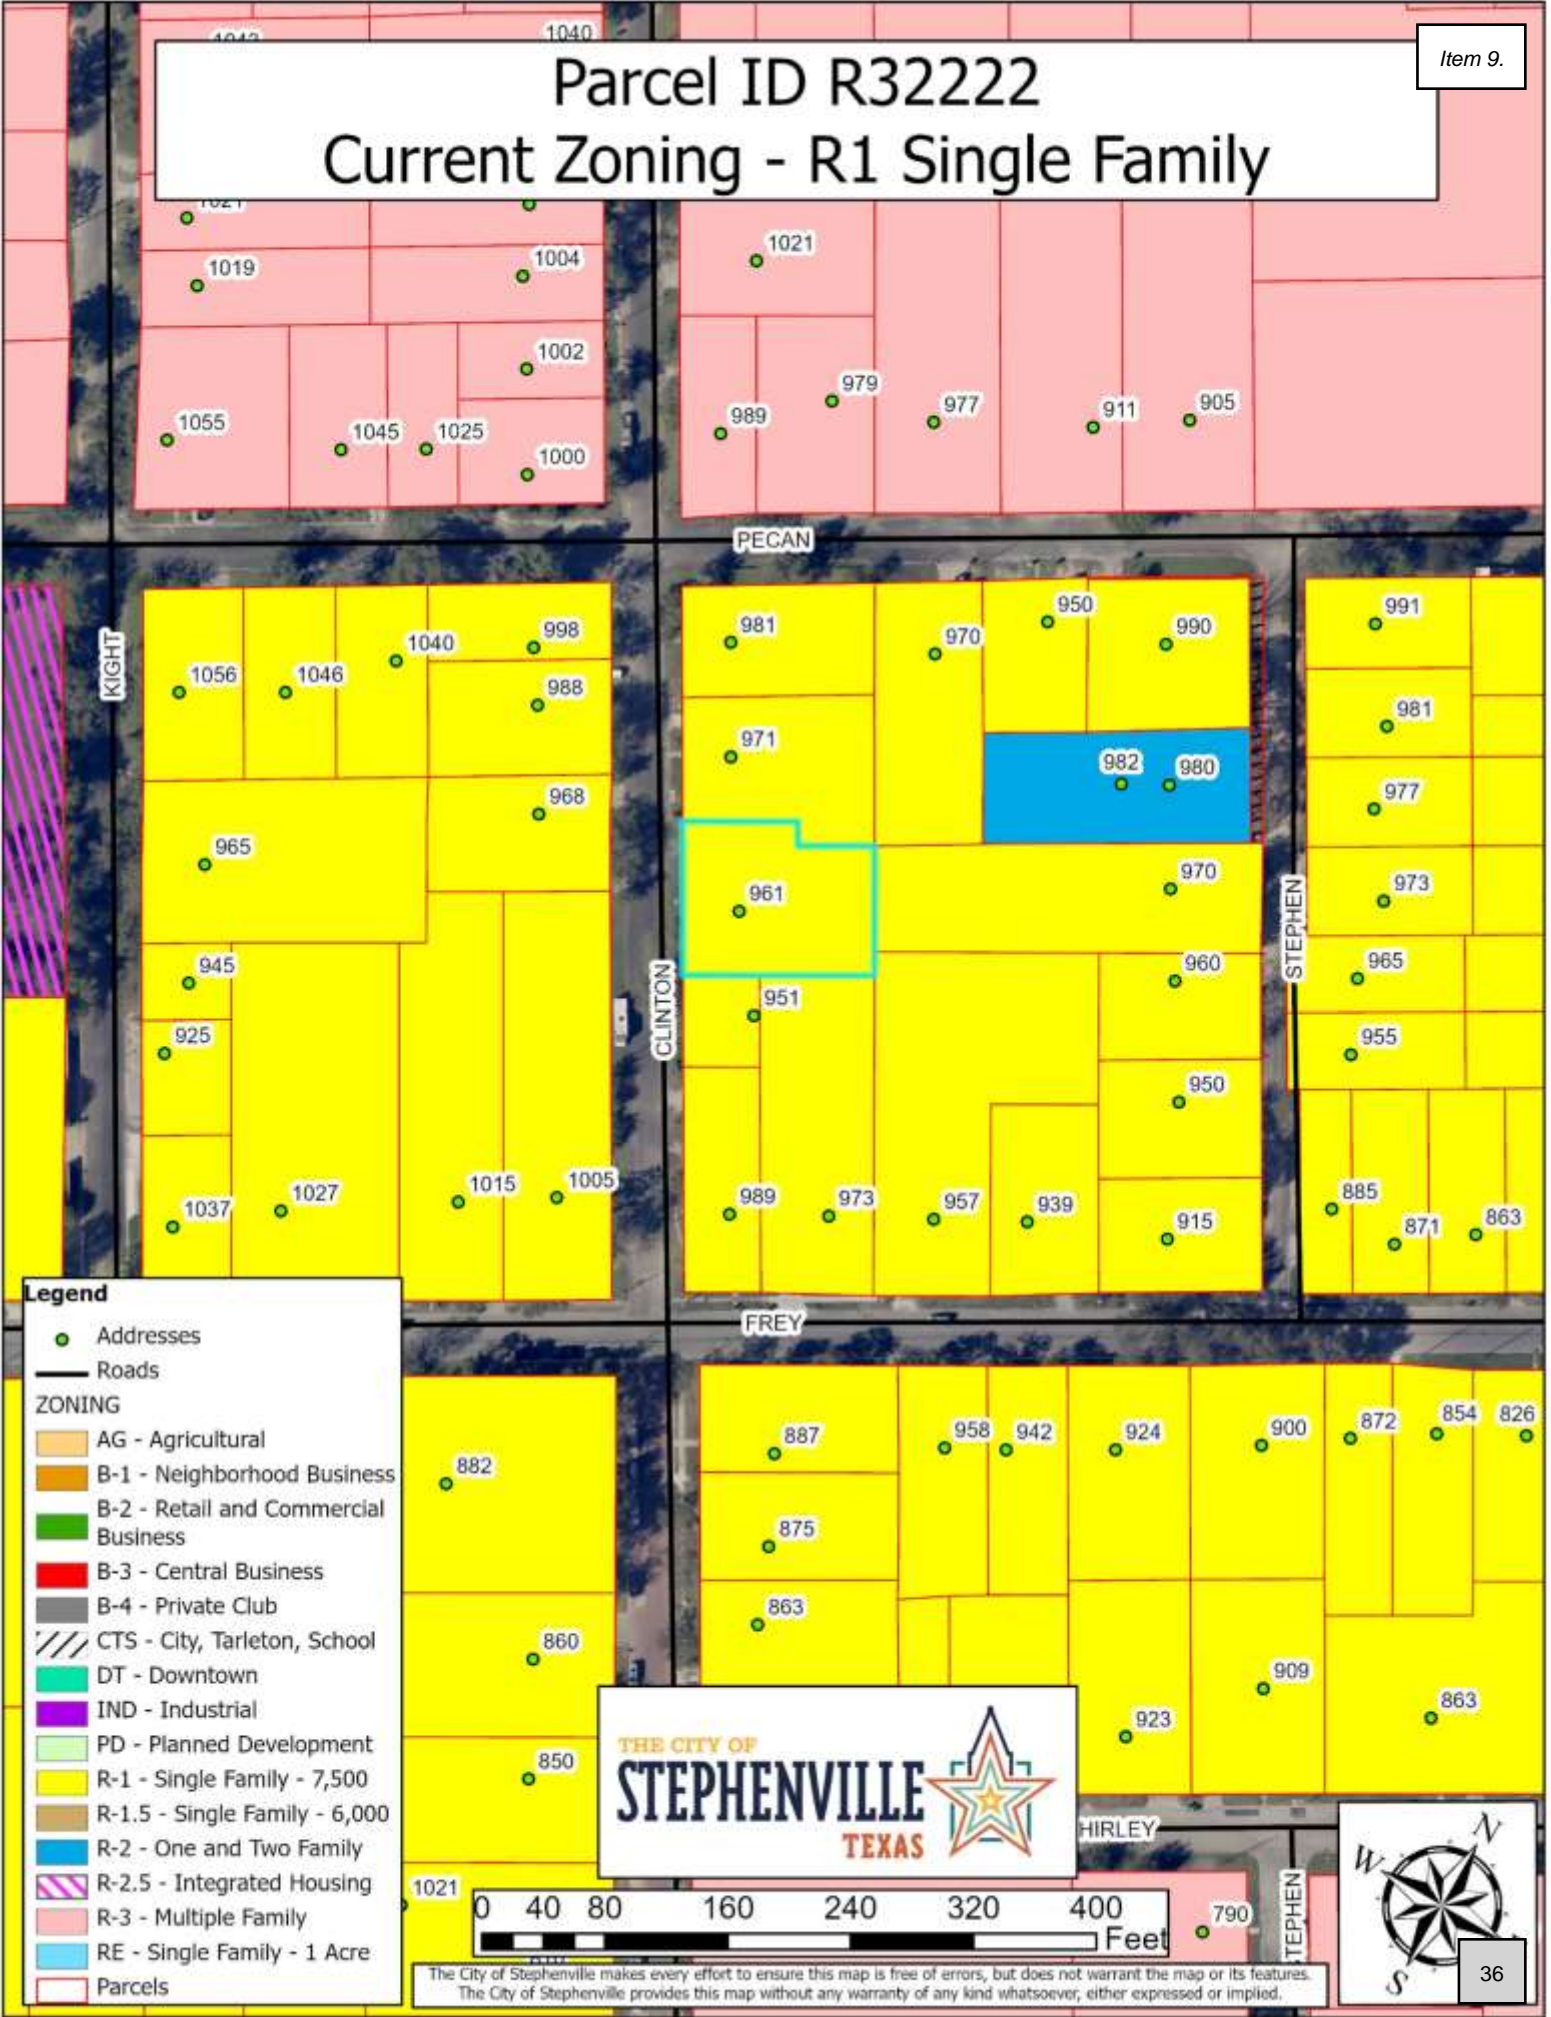 Item 9.
Parcel ID R32222
Current Zoning - R1 Single Family
1040
1021
1019
1004
1002
1055
1045
1025
1000
989
979
977
911
905
PECAN
KIGHT
1056
1046
1040
998
988
981
970
950
990
991
971
982
980
981
977
968
965
961
970
973
STEPHEN
945
925
CLINTON
951
960
965
955
950
1037
1027
1015
1005
989
973
957
939
915
885
871
863
FREY
882
887
958
942
924
900
872
854
826
875
863
860
909
863
923
850
HIRLEY
1021
790
STEPHEN
Legend
Addresses
Roads
ZONING
AG - Agricultural
B-1 - Neighborhood Business
B-2 - Retail and Commercial
Business
B-3 - Central Business
B-4 - Private Club
CTS - City, Tarleton, School
DT - Downtown
IND - Industrial
PD - Planned Development
R-1 - Single Family - 7,500
R-1.5 - Single Family - 6,000
R-2 - One and Two Family
R-2.5 - Integrated Housing
R-3 - Multiple Family
RE - Single Family - 1 Acre
Parcels
THE CITY OF
STEPHENVILLE
TEXAS
0 40 80 160 240 320 400
Feet
N
W
S
The City of Stephenville makes every effort to ensure this map is free of errors, but does not warrant the map or its features.
The City of Stephenville provides this map without any warranty of any kind whatsoever, either expressed or implied.
36